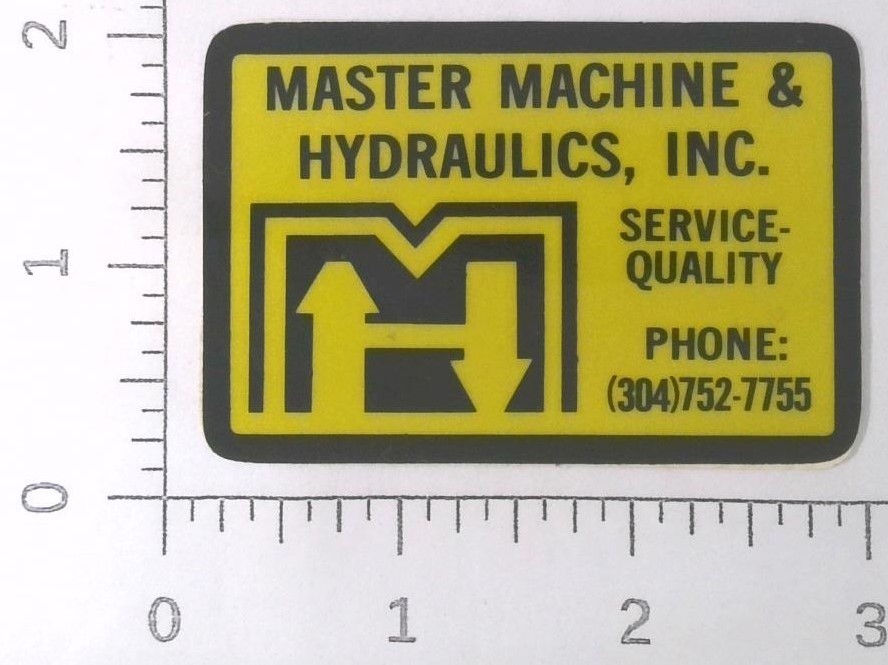 MASTER MACHINE &
HYDRAULICS, INC.
SERVICE-
QUALITY
PHONE:
(304)752-7755
2
1
0
0
1
2
3